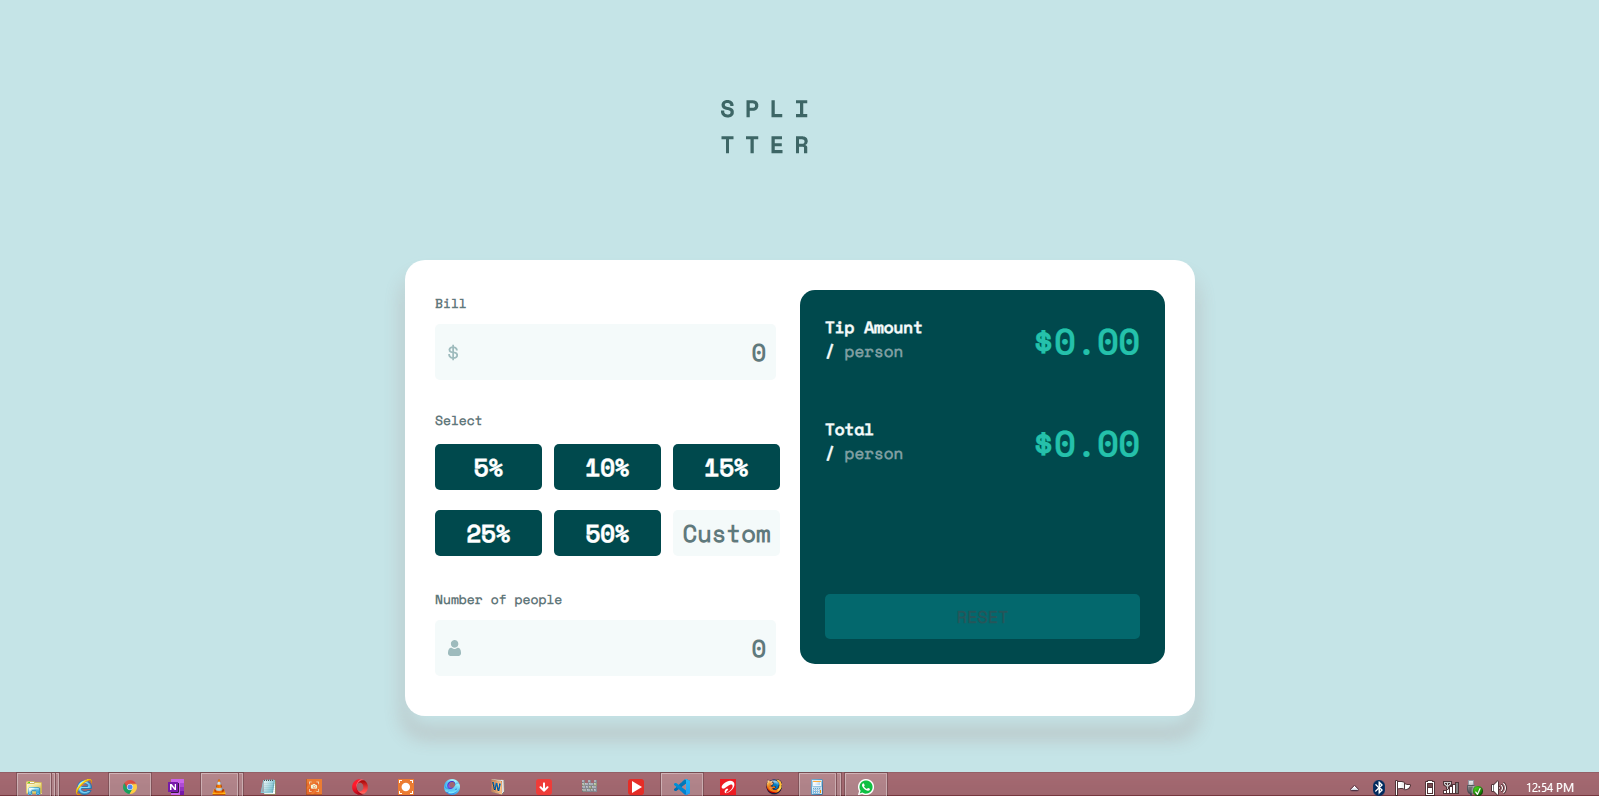 SPLI
TTER
Bill
$ 0
Select
5% 10% 15%
25% 50% Custom
Number of people
0
Tip Amount
/ person
$0.00
Total
/ person
$0.00
RESET
12:54 PM